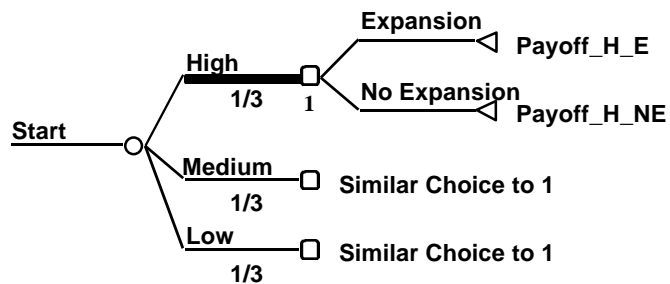 Expansion
High
Payoff_H_E
1/3
1
No Expansion
Payoff_H_NE
Start
Medium
1/3
Similar Choice to 1
Low
1/3
Similar Choice to 1